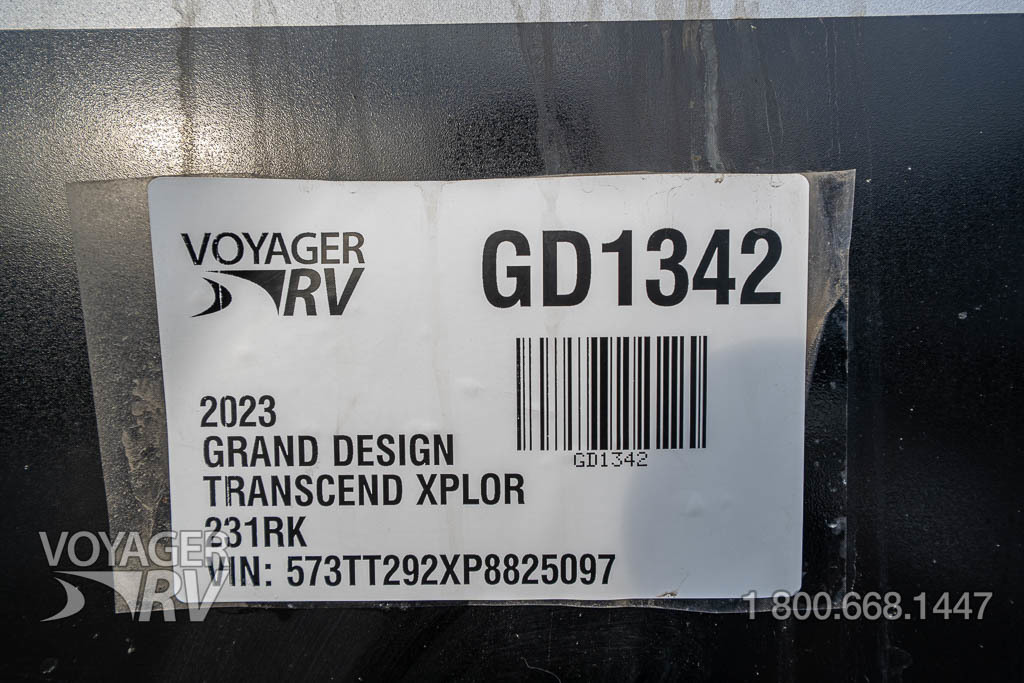 VOYAGER
RV
GD1342
GD1342
2023
GRAND DESIGN
TRANSCEND XPLOR
231RK
VIN: 573TT292XP8825097
VOYAGER
RV
1 800.668.1447